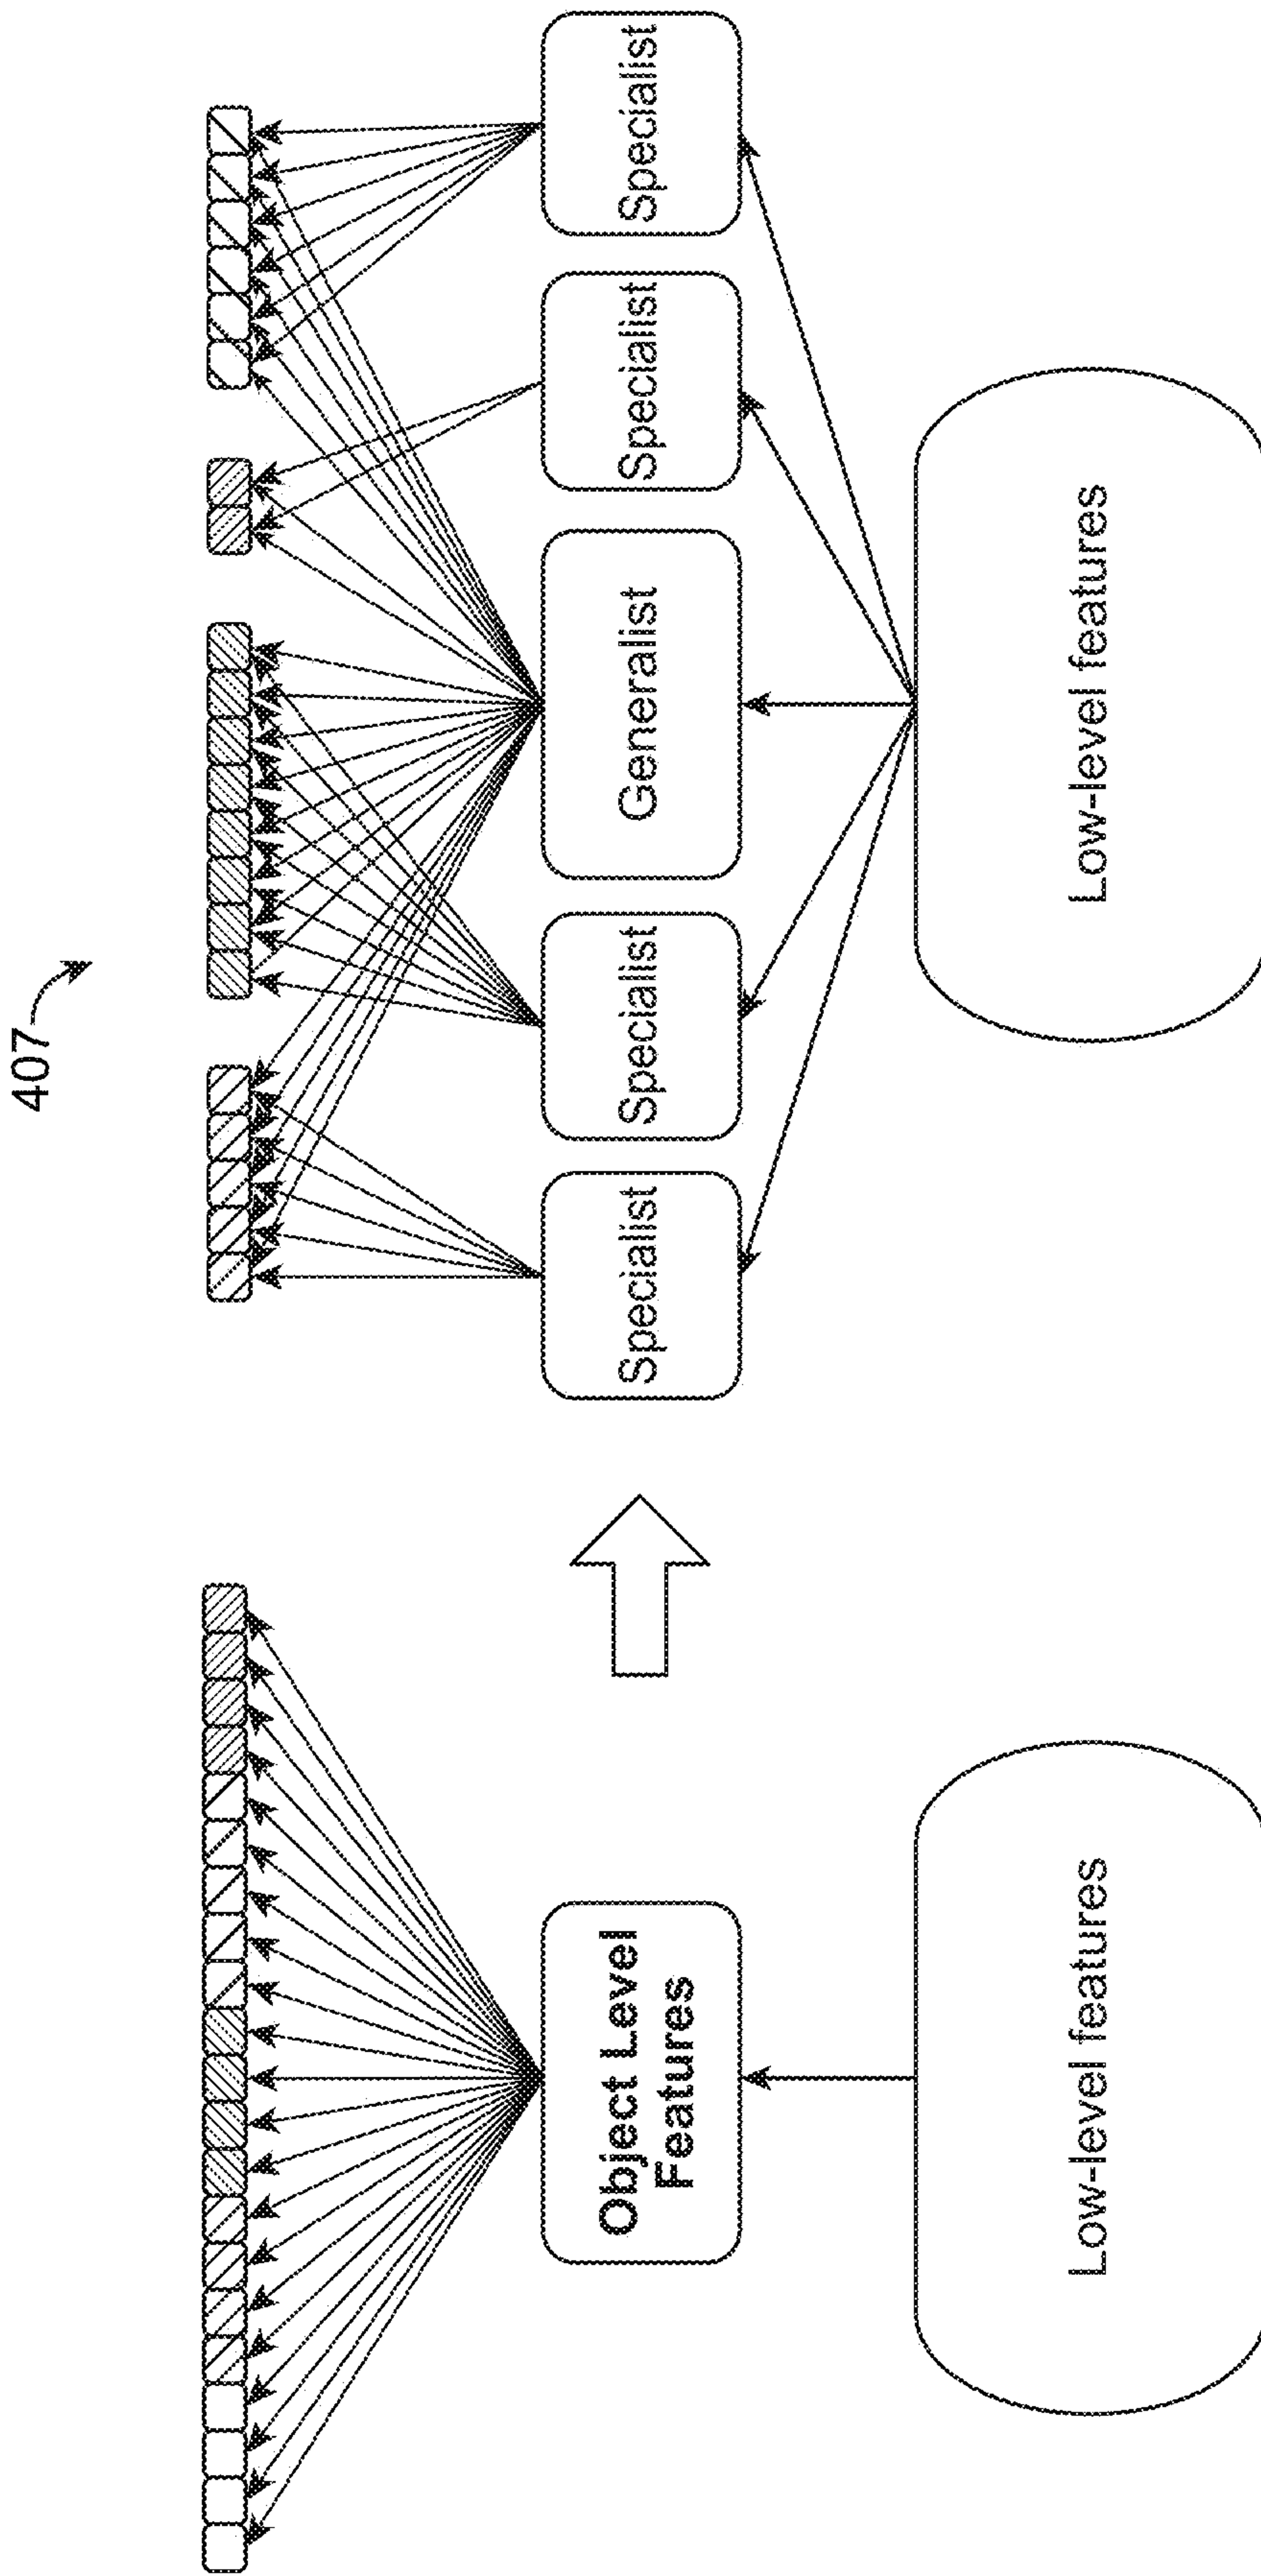 407
Object Level
Features
Low-level features
Specialist
Specialist
Generalist
Specialist
Specialist
Low-level features